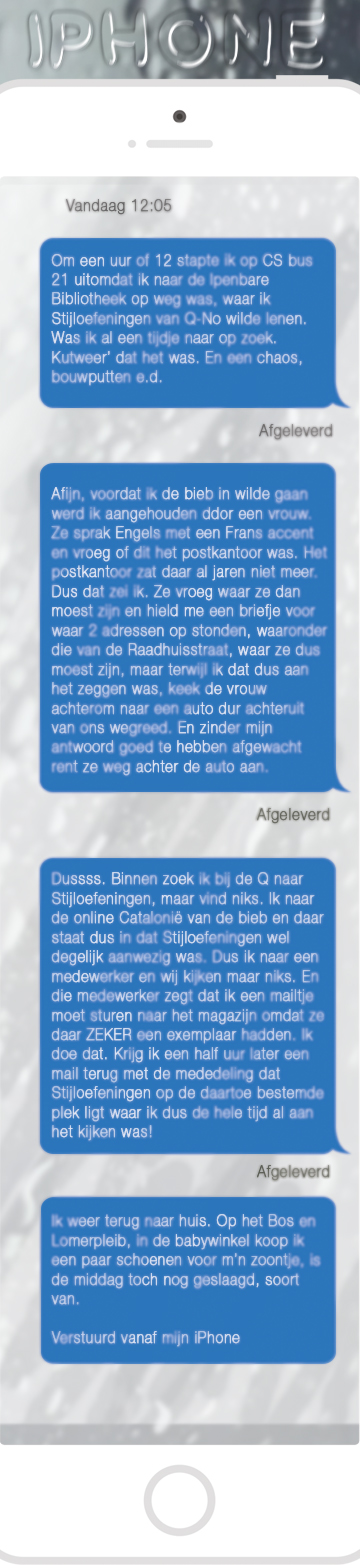 IPHONE
Vandaag 12:05
Om een uur of 12 stapte ik op CS bus
21 uitomdat ik naar de Ipenbare
Bibliotheek op weg was, waar ik
Stijloefeningen van Q-No wilde lenen.
Was ik al een tijdje naar op zoek.
Kutweer' dat het was. En een chaos,
bouwputten e.d.
Afgeleverd
Afijn, voordat ik de bieb in wilde gaan
werd ik aangehouden ddor een vrouw.
Ze sprak Engels met een Frans accent
en vroeg of dit het postkantoor was. Het
postkantoor zat daar al jaren niet meer.
Dus dat zei ik. Ze vroeg waar ze dan
moest zijn en hield me een briefje voor
waar 2 adressen op stonden, waaronder
die van de Raadhuisstraat, waar ze dus
moest zijn, maar terwijl ik dat dus aan
het zeggen was, keek de vrouw
achterom naar een auto dur achteruit
van ons wegreed. En zinder mijn
antwoord goed te hebben afgewacht
rent ze weg achter de auto aan.
Afgeleverd
Dussss. Binnen zoek ik bij de Q naar
Stijloefeningen, maar vind niks. Ik naar
de online Catalonië van de bieb en daar
staat dus in dat Stijloefeningen wel
degelijk aanwezig was. Dus ik naar een
medewerker en wij kijken maar niks. En
die medewerker zegt dat ik een mailtje
moet sturen naar het magazijn omdat ze
daar ZEKER een exemplaar hadden. Ik
doe dat. Krijg ik een half uur later een
mail terug met de mededeling dat
Stijloefeningen op de daartoe bestemde
plek ligt waar ik dus de hele tijd al aan
het kijken was!
Afgeleverd
Ik weer terug naar huis. Op het Bos en
Lomerpleib, in de babywinkel koop ik
een paar schoenen voor m'n zoontje, is
de middag toch nog geslaagd, soort
van.
Verstuurd vanaf mijn iPhone